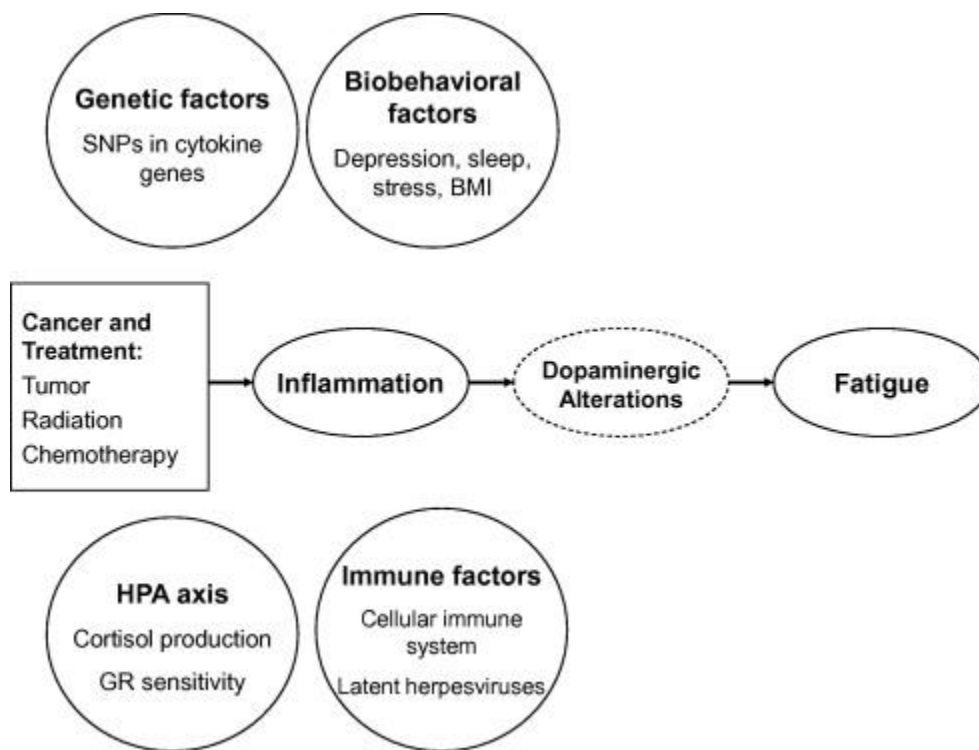 Genetic factors
SNPs in cytokine
genes
Biobehavioral
factors
Depression, sleep,
stress, BMI
Cancer and
Treatment:
Tumor
Radiation
Chemotherapy
Inflammation
Dopaminergic
Alterations
Fatigue
HPA axis
Cortisol production
GR sensitivity
Immune factors
Cellular immune
system
Latent herpesviruses